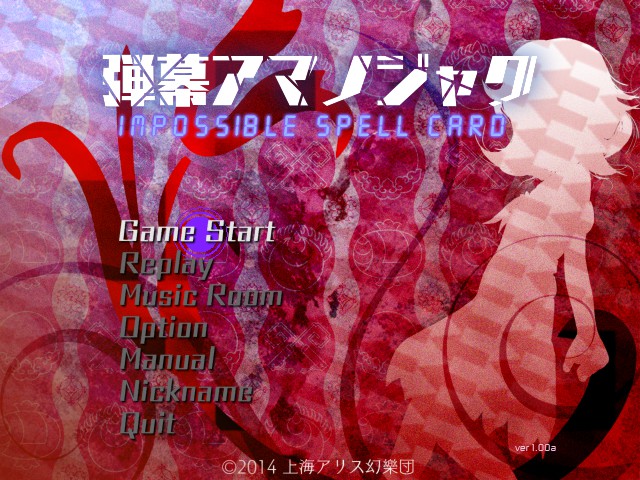 弾幕アマノジャク
IMPOSSIBLE SPELL CARD
Game Start
Replay
Music Room
Option
Manual
Nickname
Quit
ver 1.00a
©2014 上海アリス幻樂団